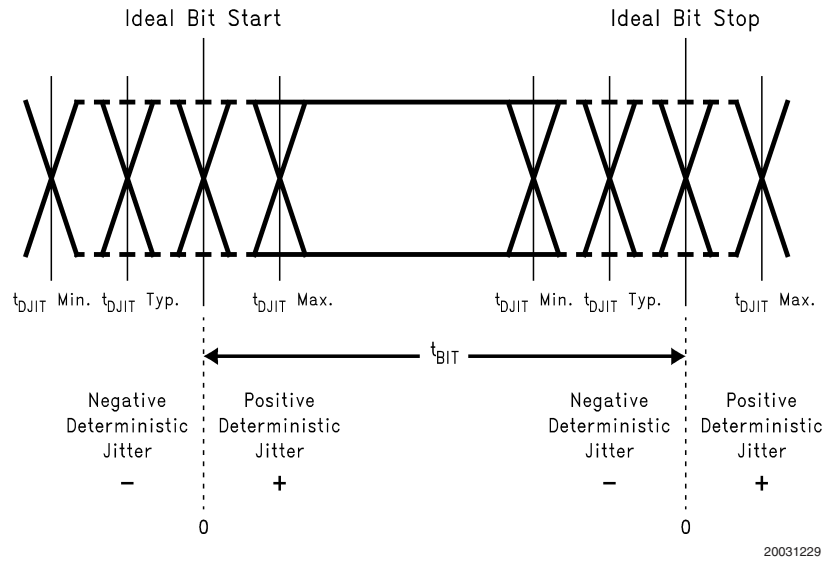 Ideal Bit Start
Ideal Bit Stop
tDJIT Min. tDJIT Typ. tDJIT Max. tDJIT Min. tDJIT Typ. tDJIT Max.
tBIT
Negative
Deterministic
Jitter
−
Positive
Deterministic
Jitter
+
Negative
Deterministic
Jitter
−
Positive
Deterministic
Jitter
+
0
0
20031229